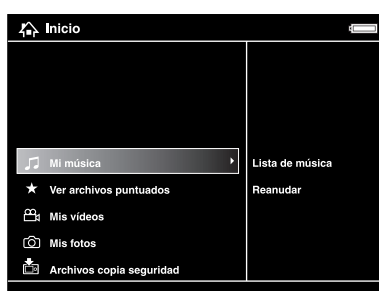 Inicio
Mi música
Lista de música
Ver archivos puntuados
Reanudar
Mis vídeos
Mis fotos
Archivos copia seguridad